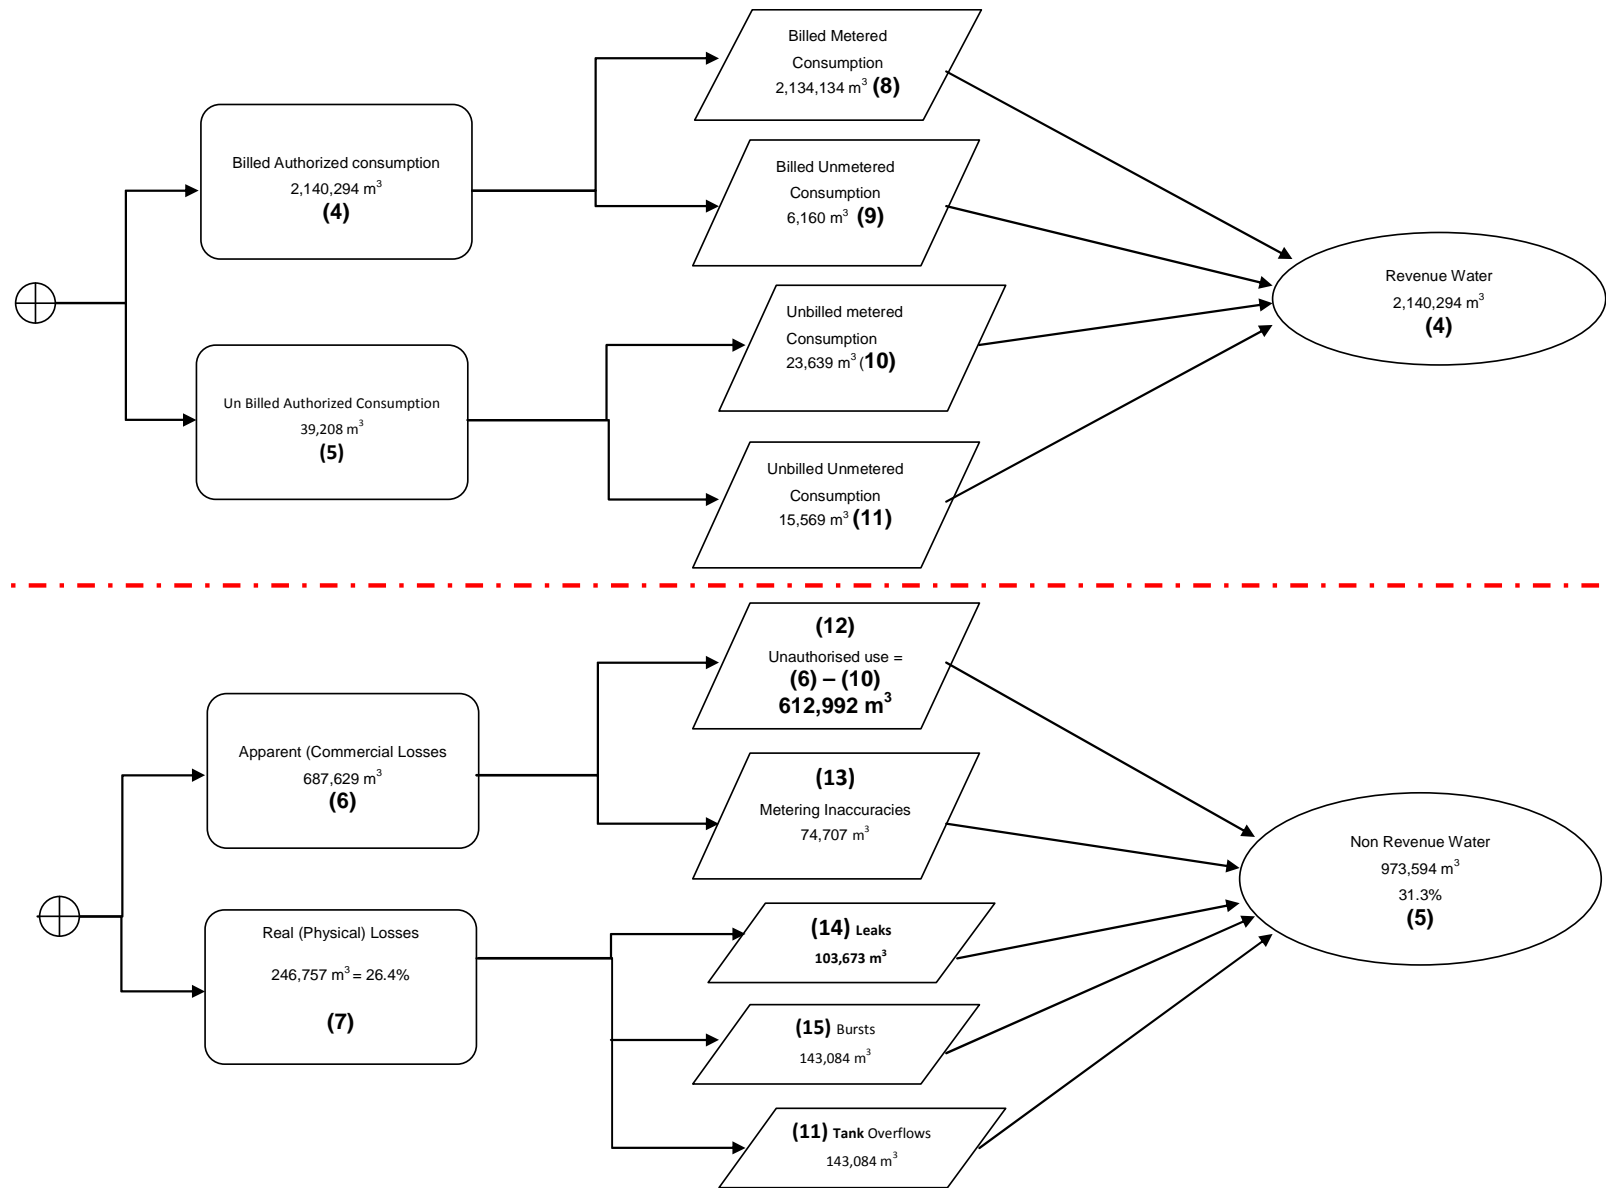 Billed Metered
Consumption
2,134,134 m³ (8)
Billed Authorized consumption
2,140,294 m³
(4)
Billed Unmetered
Consumption
6,160 m³ (9)
Revenue Water
2,140,294 m³
(4)
Unbilled metered
Consumption
23,639 m³ (10)
Un Billed Authorized Consumption
39,208 m³
(5)
Unbilled Unmetered
Consumption
15,569 m³ (11)
(12)
Unauthorised use =
(6) – (10)
612,992 m³
Apparent (Commercial Losses
687,629 m³
(6)
(13)
Metering Inaccuracies
74,707 m³
Non Revenue Water
973,594 m³
31.3%
(5)
Real (Physical) Losses
246,757 m³ = 26.4%
(7)
(14) Leaks
103,673 m³
(15) Bursts
143,084 m³
(11) Tank Overflows
143,084 m³